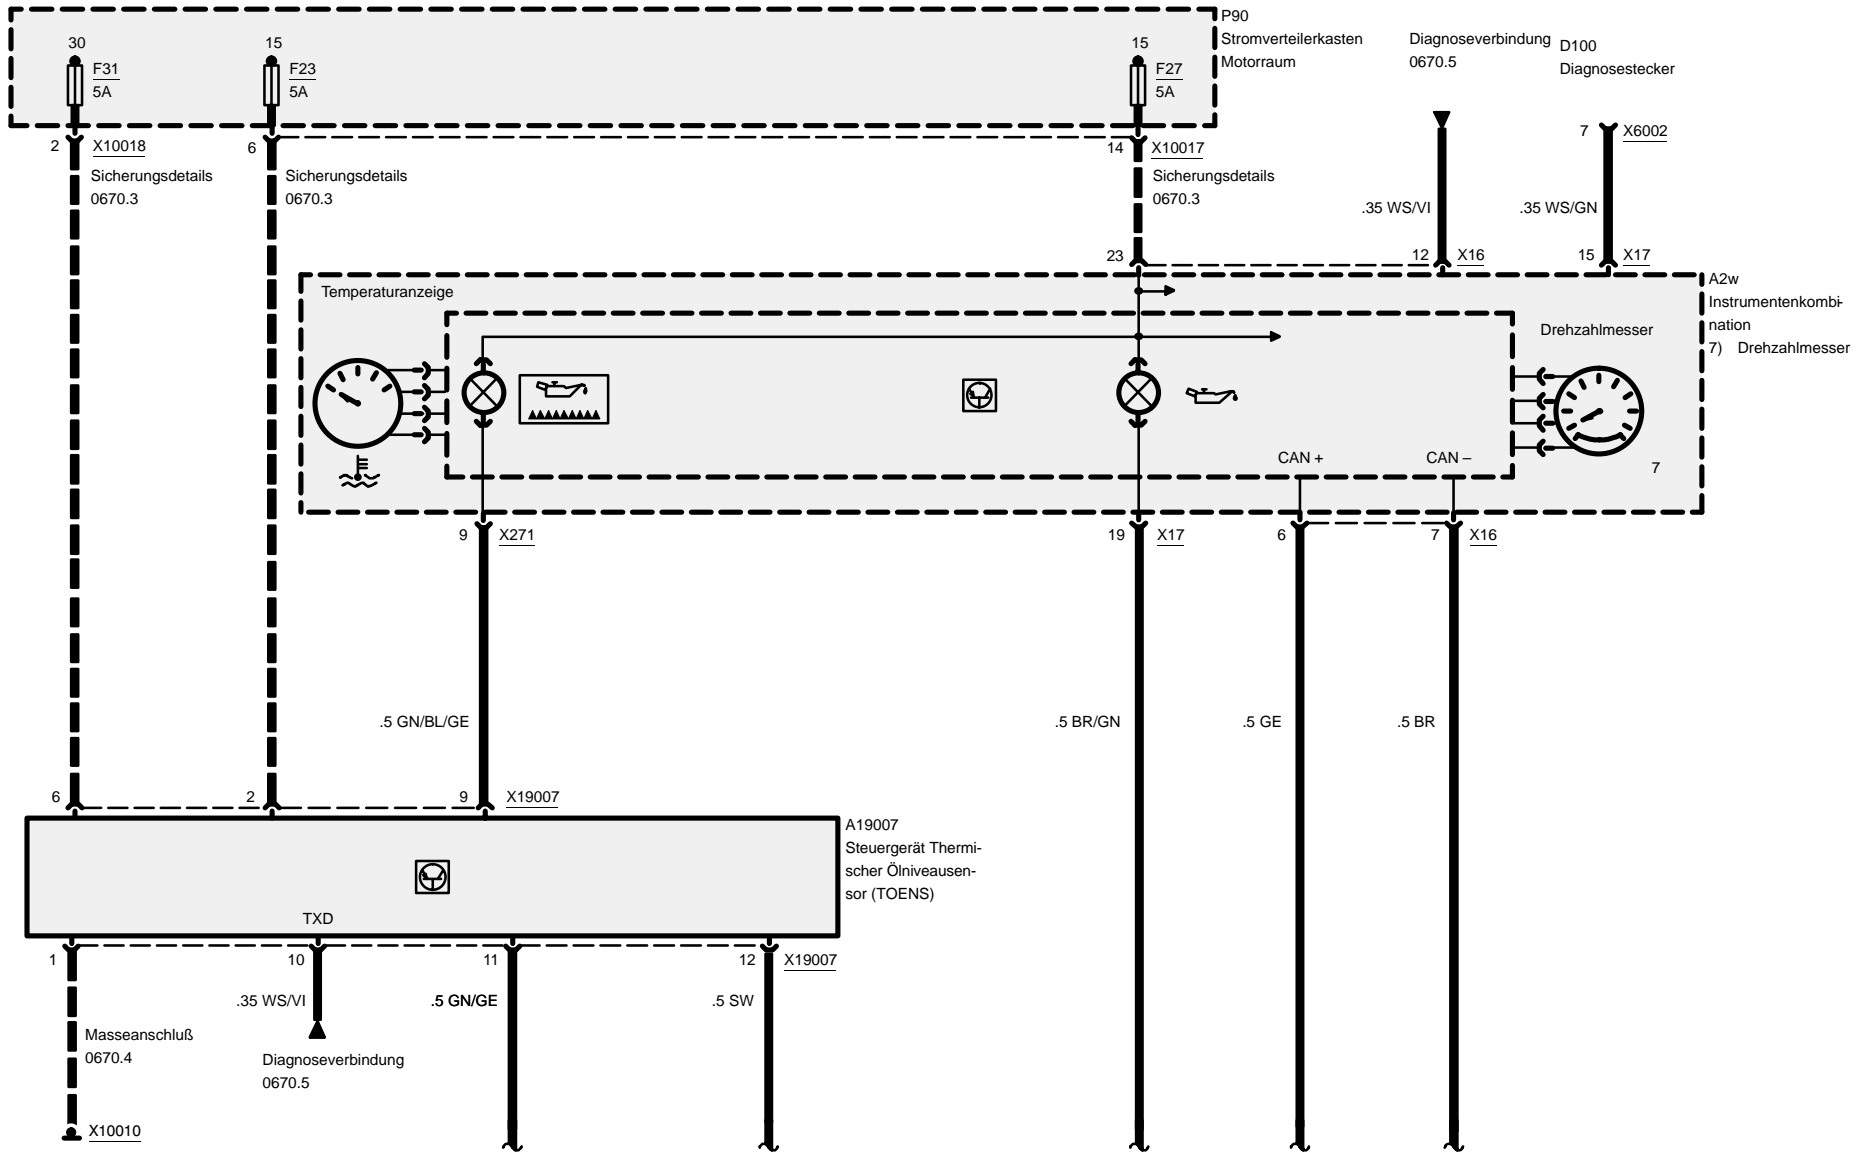 P90
Stromverteilerkasten
Motorraum
30
F31
5A
15
F23
5A
15
F27
5A
Diagnoseverbindung
0670.5
D100
Diagnosestecker
2
X10018
6
14
X10017
7
X6002
Sicherungsdetails
0670.3
Sicherungsdetails
0670.3
Sicherungsdetails
0670.3
.35 WS/VI
.35 WS/GN
23
12
X16
15
X17
Temperaturanzeige
Drehzahlmesser
A2w
Instrumentenkombi-
nation
7) Drehzahlmesser
CAN +
CAN –
7
9
X271
19
X17
6
7
X16
.5 GN/BL/GE
.5 BR/GN
.5 GE
.5 BR
6
2
9
X19007
A19007
Steuergerät Thermi-
scher Ölniveausen-
sor (TOENS)
TXD
1
10
11
12
X19007
.35 WS/VI
.5 GN/GE
.5 SW
Masseanschluß
0670.4
Diagnoseverbindung
0670.5
X10010